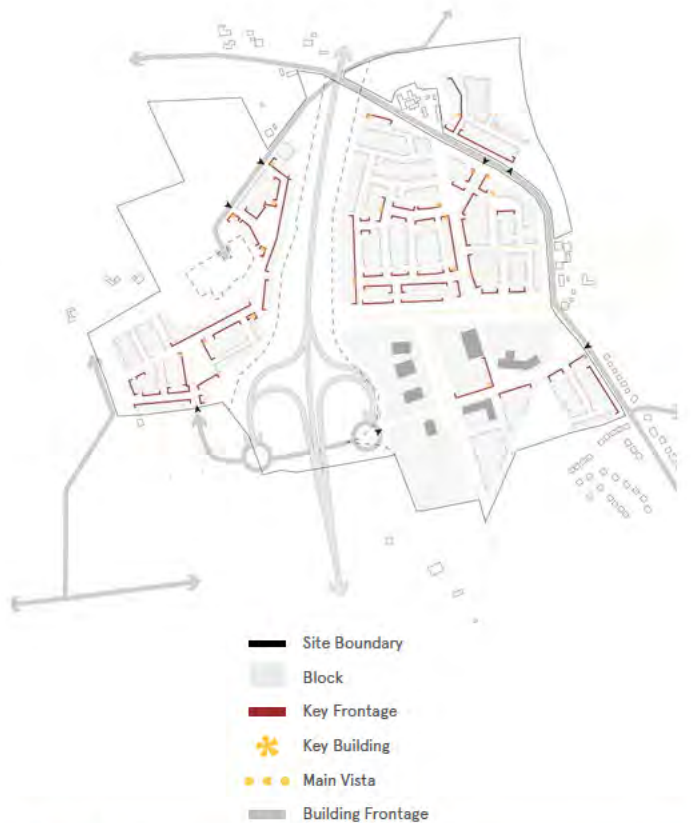 Site Boundary
Block
Key Frontage
Key Building
Main Vista
Building Frontage